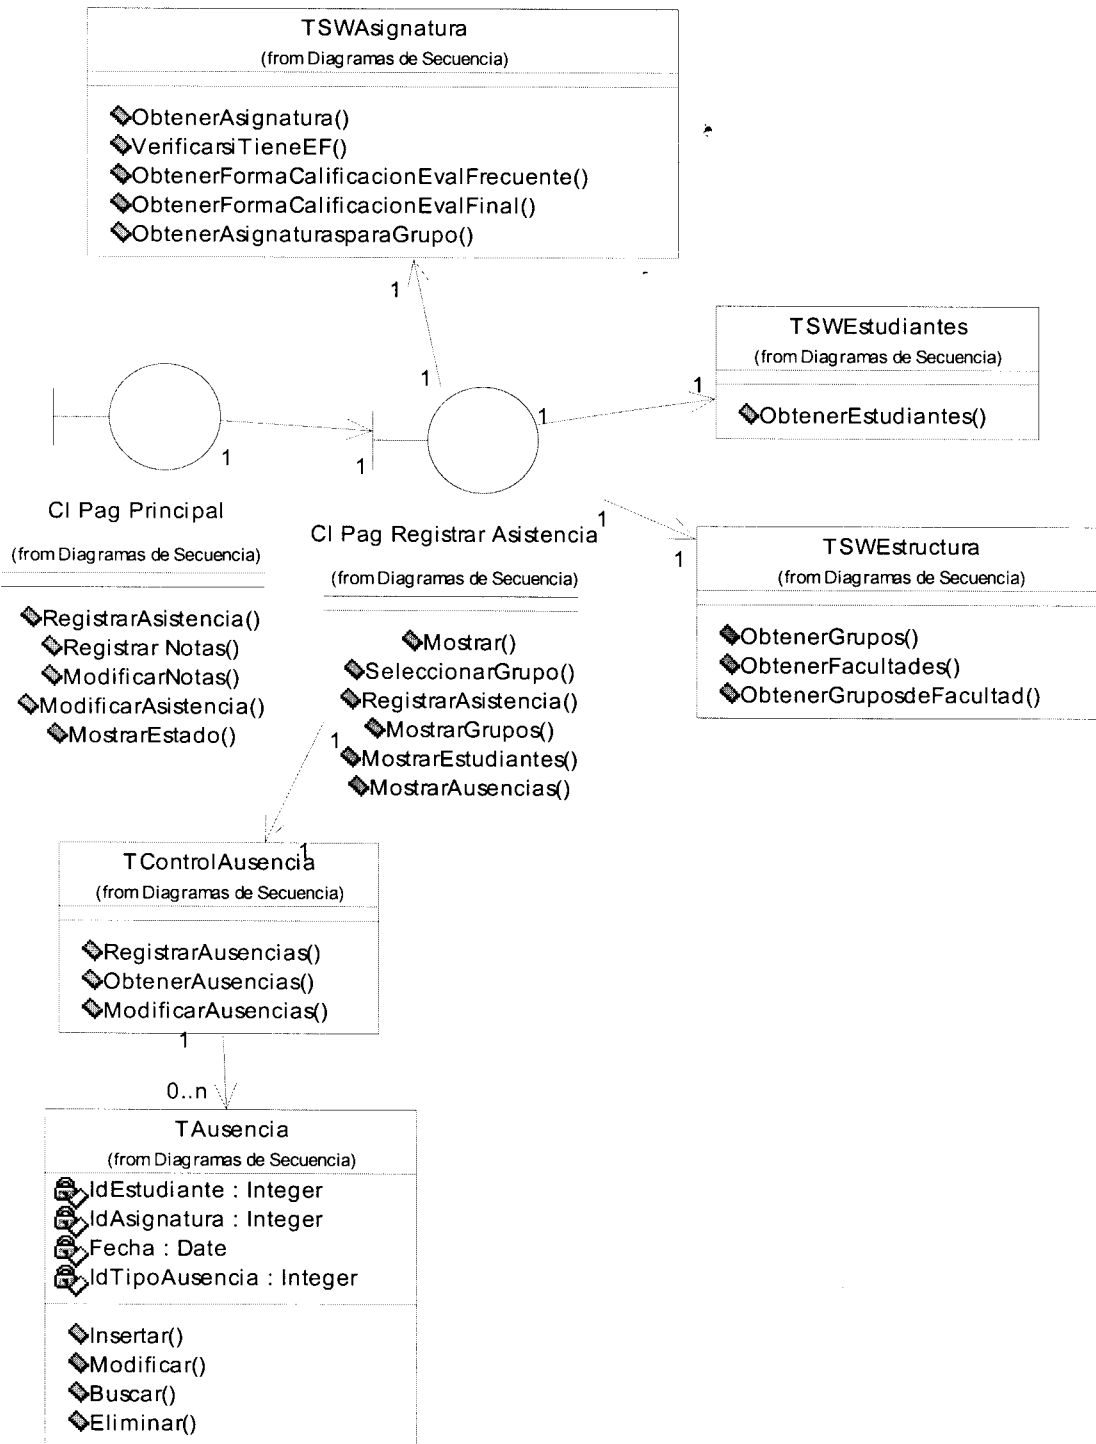 TSWAsignatura
(from Diagramas de Secuencia)
ObtenerAsignatura()
VerificarsiTieneEF()
ObtenerFormaCalificacionEvalFrecuente()
ObtenerFormaCalificacionEvalFinal()
ObtenerAsignaturasparaGrupo()
1
1
TSWEstudiantes
(from Diagramas de Secuencia)
ObtenerEstudiantes()
1
1
1
1
CI Pag Principal
(from Diagramas de Secuencia)
RegistrarAsistencia()
Registrar Notas()
ModificarNotas()
ModificarAsistencia()
MostrarEstado()
CI Pag Registrar Asistencia
(from Diagramas de Secuencia)
Mostrar()
SeleccionarGrupo()
RegistrarAsistencia()
MostrarGrupos()
MostrarEstudiantes()
MostrarAusencias()
1
1
TSWEstructura
(from Diagramas de Secuencia)
ObtenerGrupos()
ObtenerFacultades()
ObtenerGruposdeFacultad()
1
1
TControlAusencia
(from Diagramas de Secuencia)
RegistrarAusencias()
ObtenerAusencias()
ModificarAusencias()
1
0..n
TAusencia
(from Diagramas de Secuencia)
IdEstudiante : Integer
IdAsignatura : Integer
Fecha : Date
IdTipoAusencia : Integer
Insertar()
Modificar()
Buscar()
Eliminar()